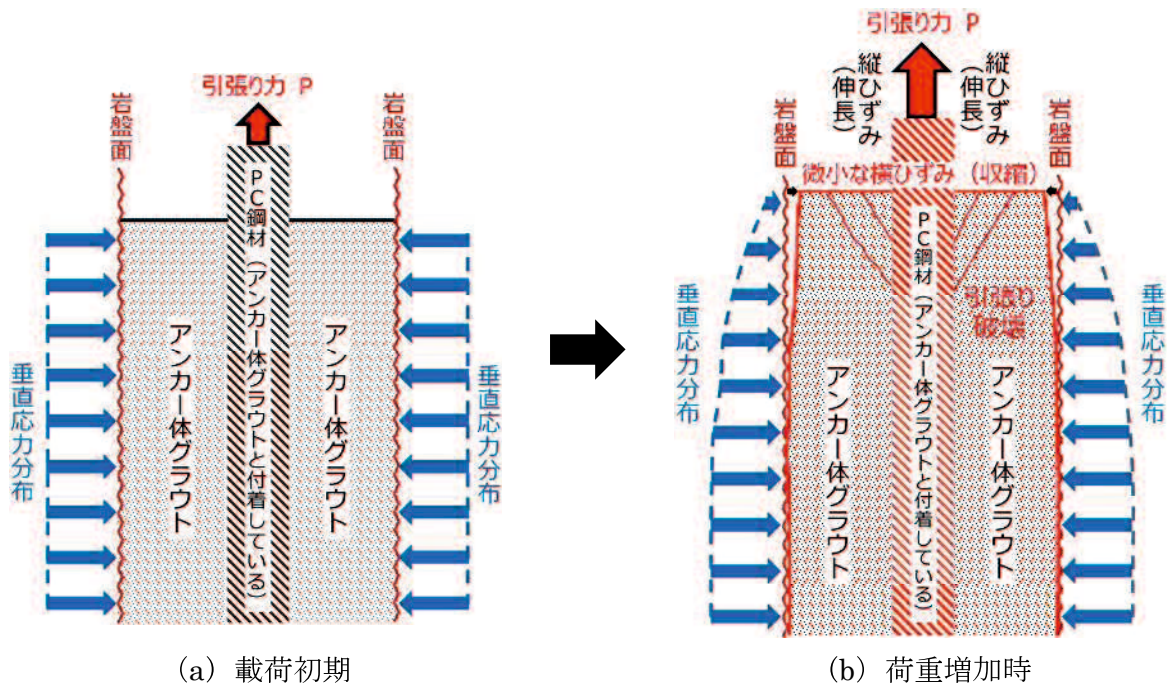 引張り力 P
岩盤面
岩盤面
垂直応力分布
アンカー体グラウト
PC鋼材（アンカー体グラウトと付着している）
アンカー体グラウト
垂直応力分布
(a) 載荷初期
引張り力 P
縦ひずみ
（伸長）
縦ひずみ
（伸長）
岩盤面
岩盤面
微小な横ひずみ（収縮）
垂直応力分布
アンカー体グラウト
PC鋼材（アンカー体グラウトと付着している）
引張り
破壊
アンカー体グラウト
垂直応力分布
(b) 荷重増加時